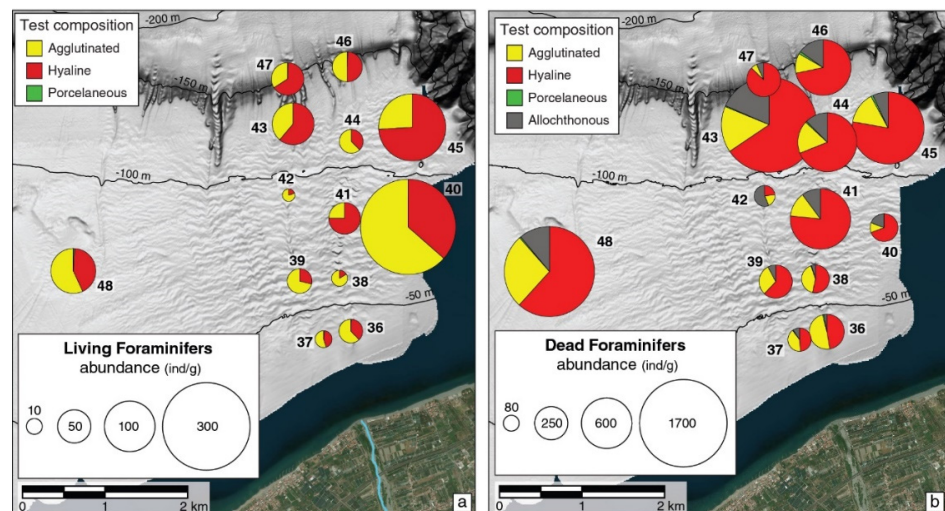 -200 m
Test composition
Agglutinated
Hyaline
Porcelaneous
-150 m
47
46
43
44
45
-100 m
42
41
40
48
39
38
-50 m
37
36
Living Foraminifers
abundance (ind/g)
10
50
100
300
0
1
2 km
a
-200 m
Test composition
Agglutinated
Hyaline
Porcelaneous
Allochthonous
-150 m
47
46
43
44
45
-100 m
42
41
40
48
39
38
-50 m
37
36
Dead Foraminifers
abundance (ind/g)
80
250
600
1700
0
1
2 km
b